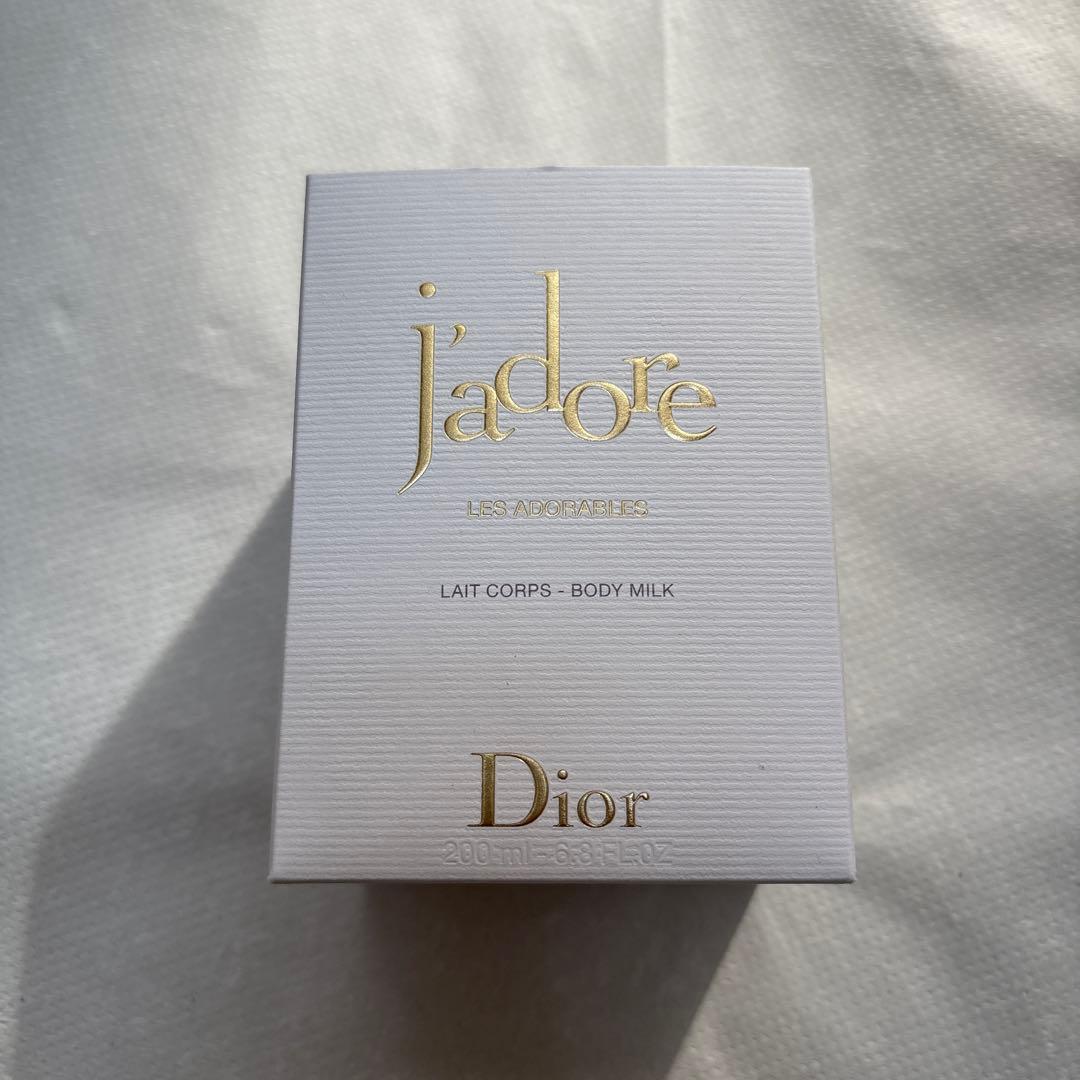 j'adore
LES ADORABLES
LAIT CORPS - BODY MILK
Dior
200 ml - 6.8 FL.OZ